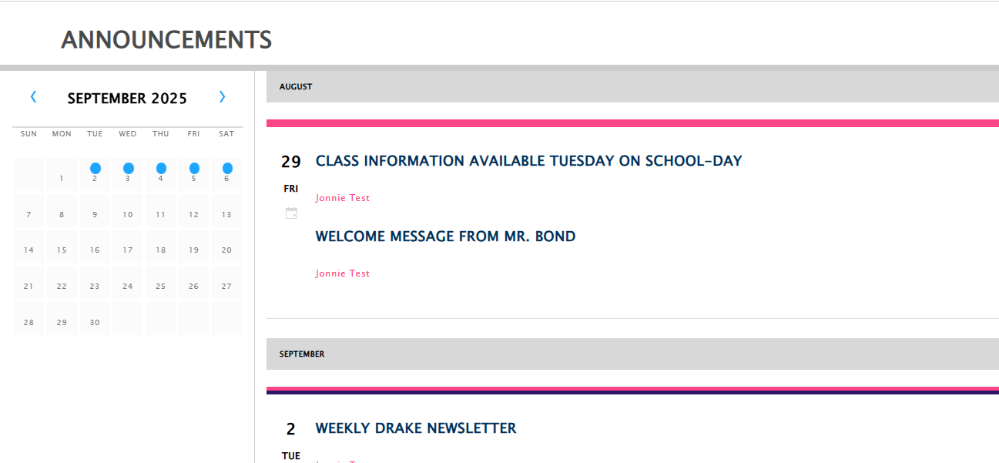 ANNOUNCEMENTS
SEPTEMBER 2025
SUN MON TUE WED THU FRI SAT
1 2 3 4 5 6
7 8 9 10 11 12 13
14 15 16 17 18 19 20
21 22 23 24 25 26 27
28 29 30
AUGUST
29 CLASS INFORMATION AVAILABLE TUESDAY ON SCHOOL-DAY
FRI
Jonnie Test
WELCOME MESSAGE FROM MR. BOND
Jonnie Test
SEPTEMBER
2 WEEKLY DRAKE NEWSLETTER
TUE